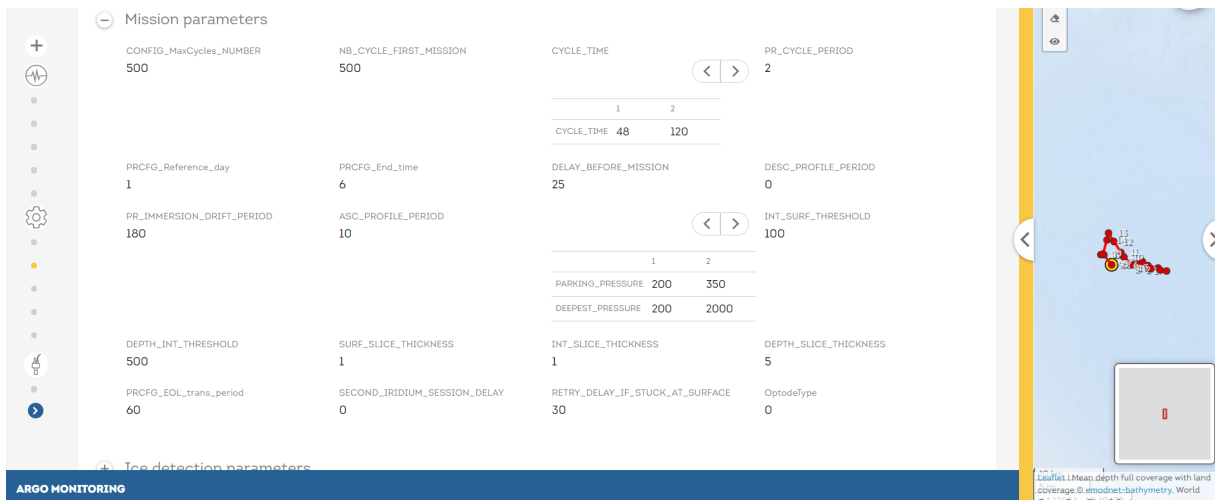 Mission parameters
CONFIG_MaxCycles_NUMBER NB_CYCLE_FIRST_MISSION CYCLE_TIME PR_CYCLE_PERIOD
500 500 2
1 2
CYCLE_TIME 48 120
PRCFG_Reference_day PRCFG_End_time DELAY_BEFORE_MISSION DESC_PROFILE_PERIOD
1 6 25 0
PR_IMMERSION_DRIFT_PERIOD ASC_PROFILE_PERIOD INT_SURF_THRESHOLD
180 10 100
1 2
PARKING_PRESSURE 200 350
DEEPEST_PRESSURE 200 2000
DEPTH_INT_THRESHOLD SURF_SLICE_THICKNESS INT_SLICE_THICKNESS DEPTH_SLICE_THICKNESS
500 1 1 5
PRCFG_EOL_trans_period SECOND_IRIDIUM_SESSION_DELAY RETRY_DELAY_IF_STUCK_AT_SURFACE OptodeType
60 0 30 0
Ice detection parameters
ARGO MONITORING
13
12
Leaflet | Mean depth full coverage with land
coverage © emodnet-bathymetry, World